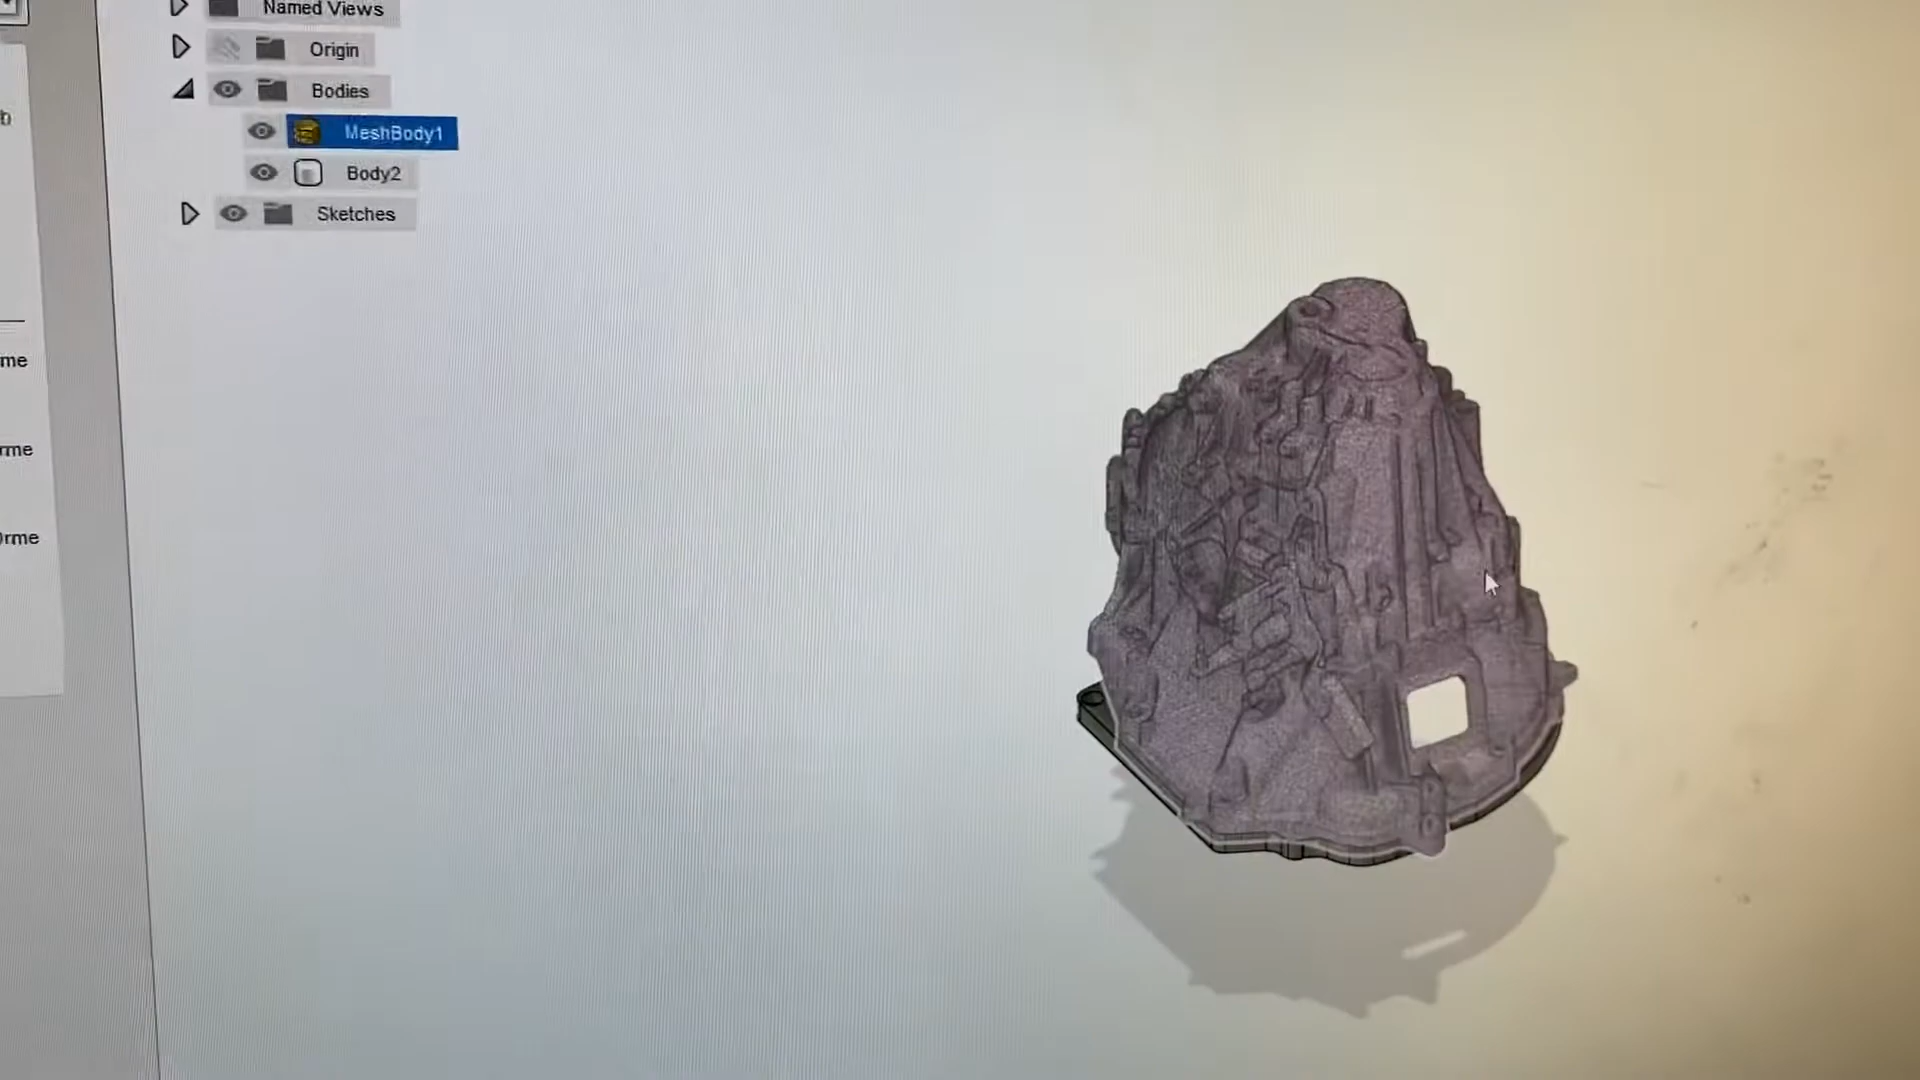 Named Views
Origin
Bodies
MeshBody1
Body2
Sketches
b
me
rme
rme